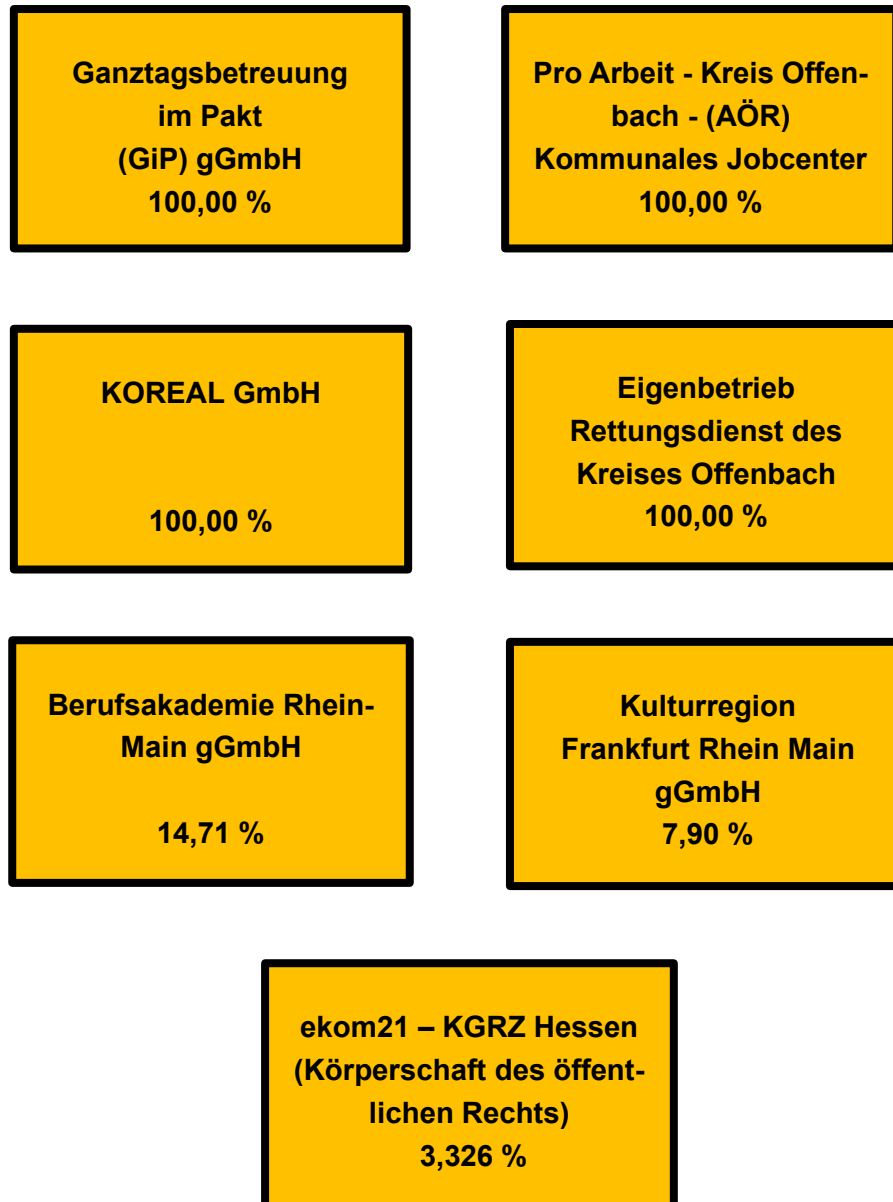 Ganztagsbetreuung
im Pakt
(GiP) gGmbH
100,00 %
Pro Arbeit - Kreis Offen-
bach - (AÖR)
Kommunales Jobcenter
100,00 %
KOREAL GmbH
100,00 %
Eigenbetrieb
Rettungsdienst des
Kreises Offenbach
100,00 %
Berufsakademie Rhein-
Main gGmbH
14,71 %
Kulturregion
Frankfurt Rhein Main
gGmbH
7,90 %
ekom21 – KGRZ Hessen
(Körperschaft des öffent-
lichen Rechts)
3,326 %